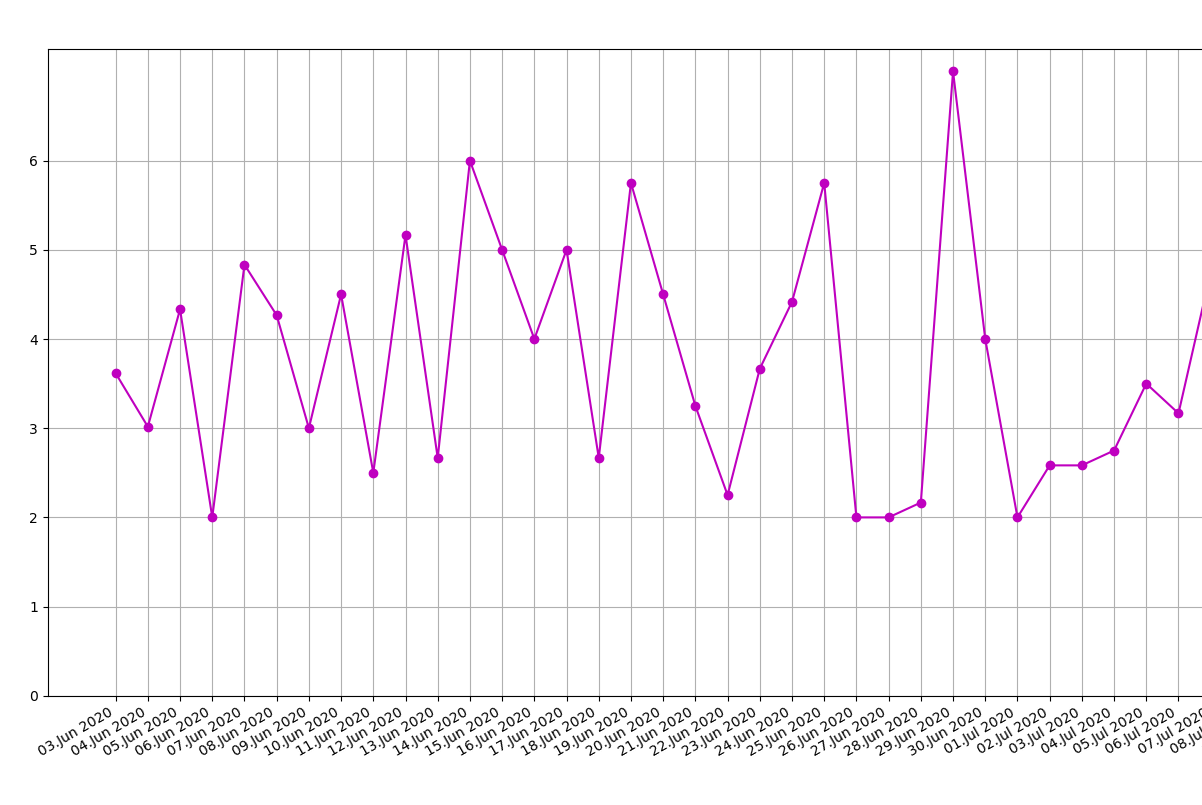 6
5
4
3
2
1
0
03.Jun 2020
04.Jun 2020
05.Jun 2020
06.Jun 2020
07.Jun 2020
08.Jun 2020
09.Jun 2020
10.Jun 2020
11.Jun 2020
12.Jun 2020
13.Jun 2020
14.Jun 2020
15.Jun 2020
16.Jun 2020
17.Jun 2020
18.Jun 2020
19.Jun 2020
20.Jun 2020
21.Jun 2020
22.Jun 2020
23.Jun 2020
24.Jun 2020
25.Jun 2020
26.Jun 2020
27.Jun 2020
28.Jun 2020
29.Jun 2020
30.Jun 2020
01.Jul 2020
02.Jul 2020
03.Jul 2020
04.Jul 2020
05.Jul 2020
06.Jul 2020
07.Jul 2020
08.Ju